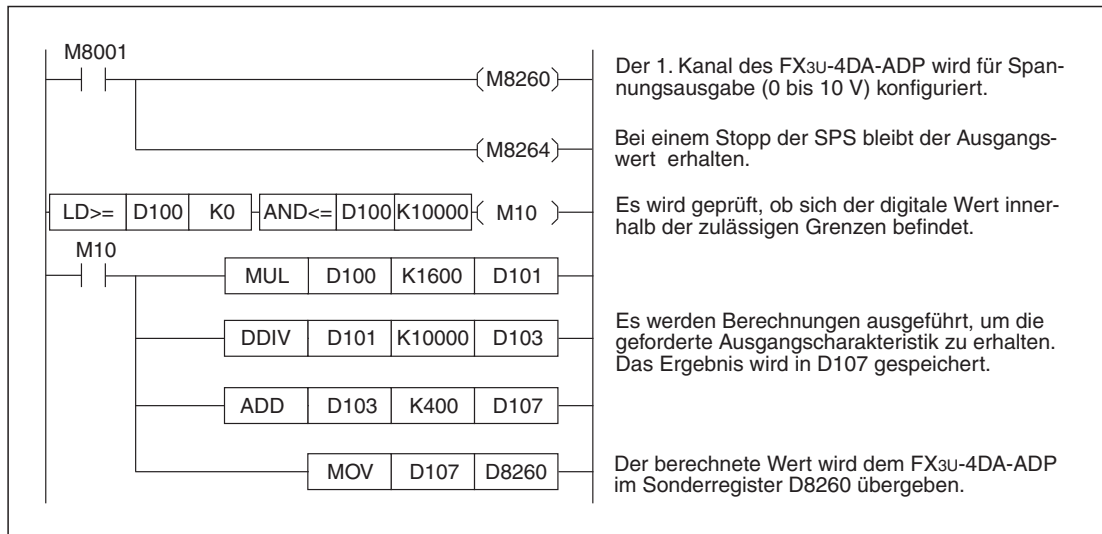 M8001
M8260
Der 1. Kanal des FX3U-4DA-ADP wird für Span-
nungsausgabe (0 bis 10 V) konfiguriert.
M8264
Bei einem Stopp der SPS bleibt der Ausgangs-
wert erhalten.
LD>= D100 K0 AND<= D100 K10000 M10
Es wird geprüft, ob sich der digitale Wert inner-
halb der zulässigen Grenzen befindet.
M10
MUL D100 K1600 D101
DDIV D101 K10000 D103
Es werden Berechnungen ausgeführt, um die
geforderte Ausgangscharakteristik zu erhalten.
Das Ergebnis wird in D107 gespeichert.
ADD D103 K400 D107
MOV D107 D8260
Der berechnete Wert wird dem FX3U-4DA-ADP
im Sonderregister D8260 übergeben.